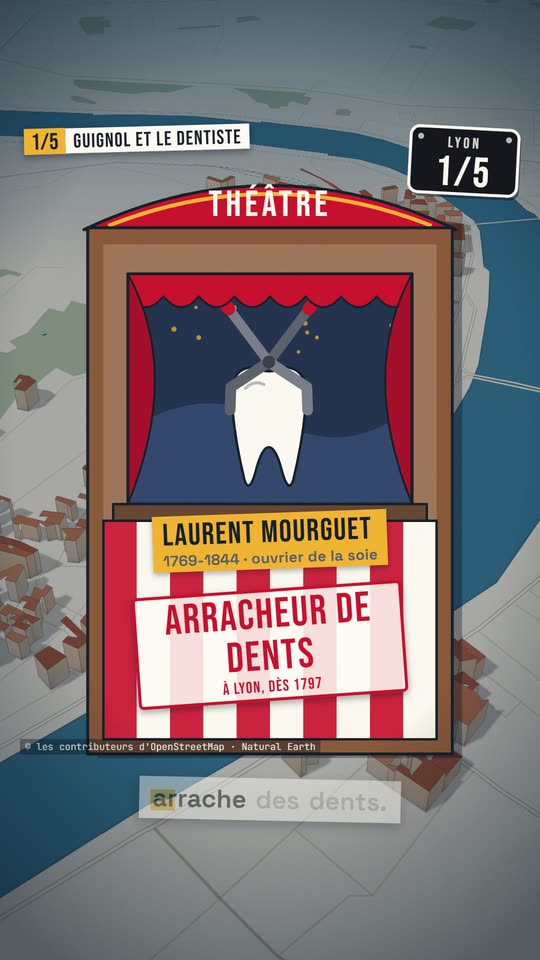 1/5 GUIGNOL ET LE DENTISTE
LYON
1/5
THÉÂTRE
LAURENT MOURGUET
1769-1844 · ouvrier de la soie
ARRACHEUR DE
DENTS
À LYON, DÈS 1797
© les contributeurs d'OpenStreetMap · Natural Earth
arrache des dents.